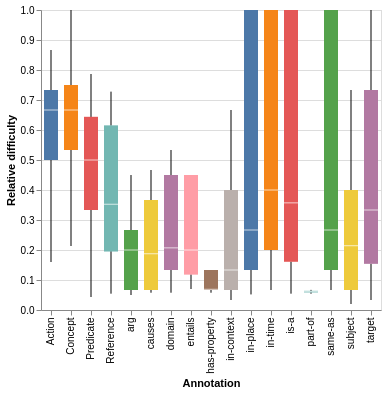 1.0
0.9
0.8
0.7
0.6
0.5
0.4
0.3
0.2
0.1
0.0
Relative difficulty
Action
Concept
Predicate
Reference
arg
causes
domain
entails
has-property
in-context
in-place
in-time
is-a
part-of
same-as
subject
target
Annotation